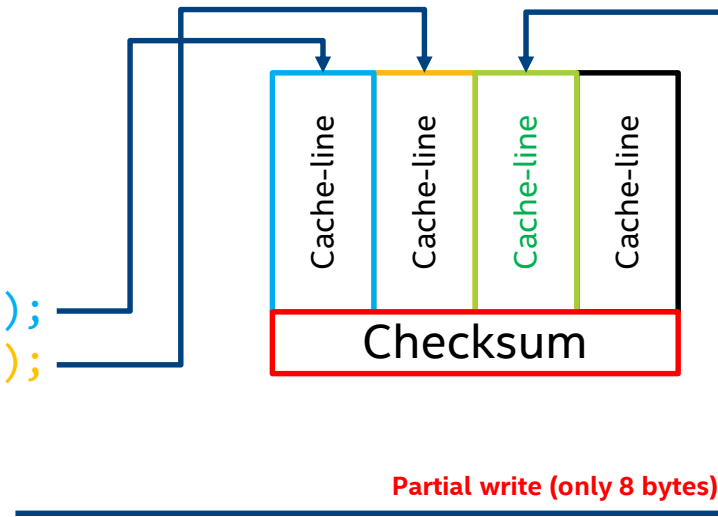 Cache-line
Cache-line
Cache-line
Cache-line
);
Checksum
);
Partial write (only 8 bytes)